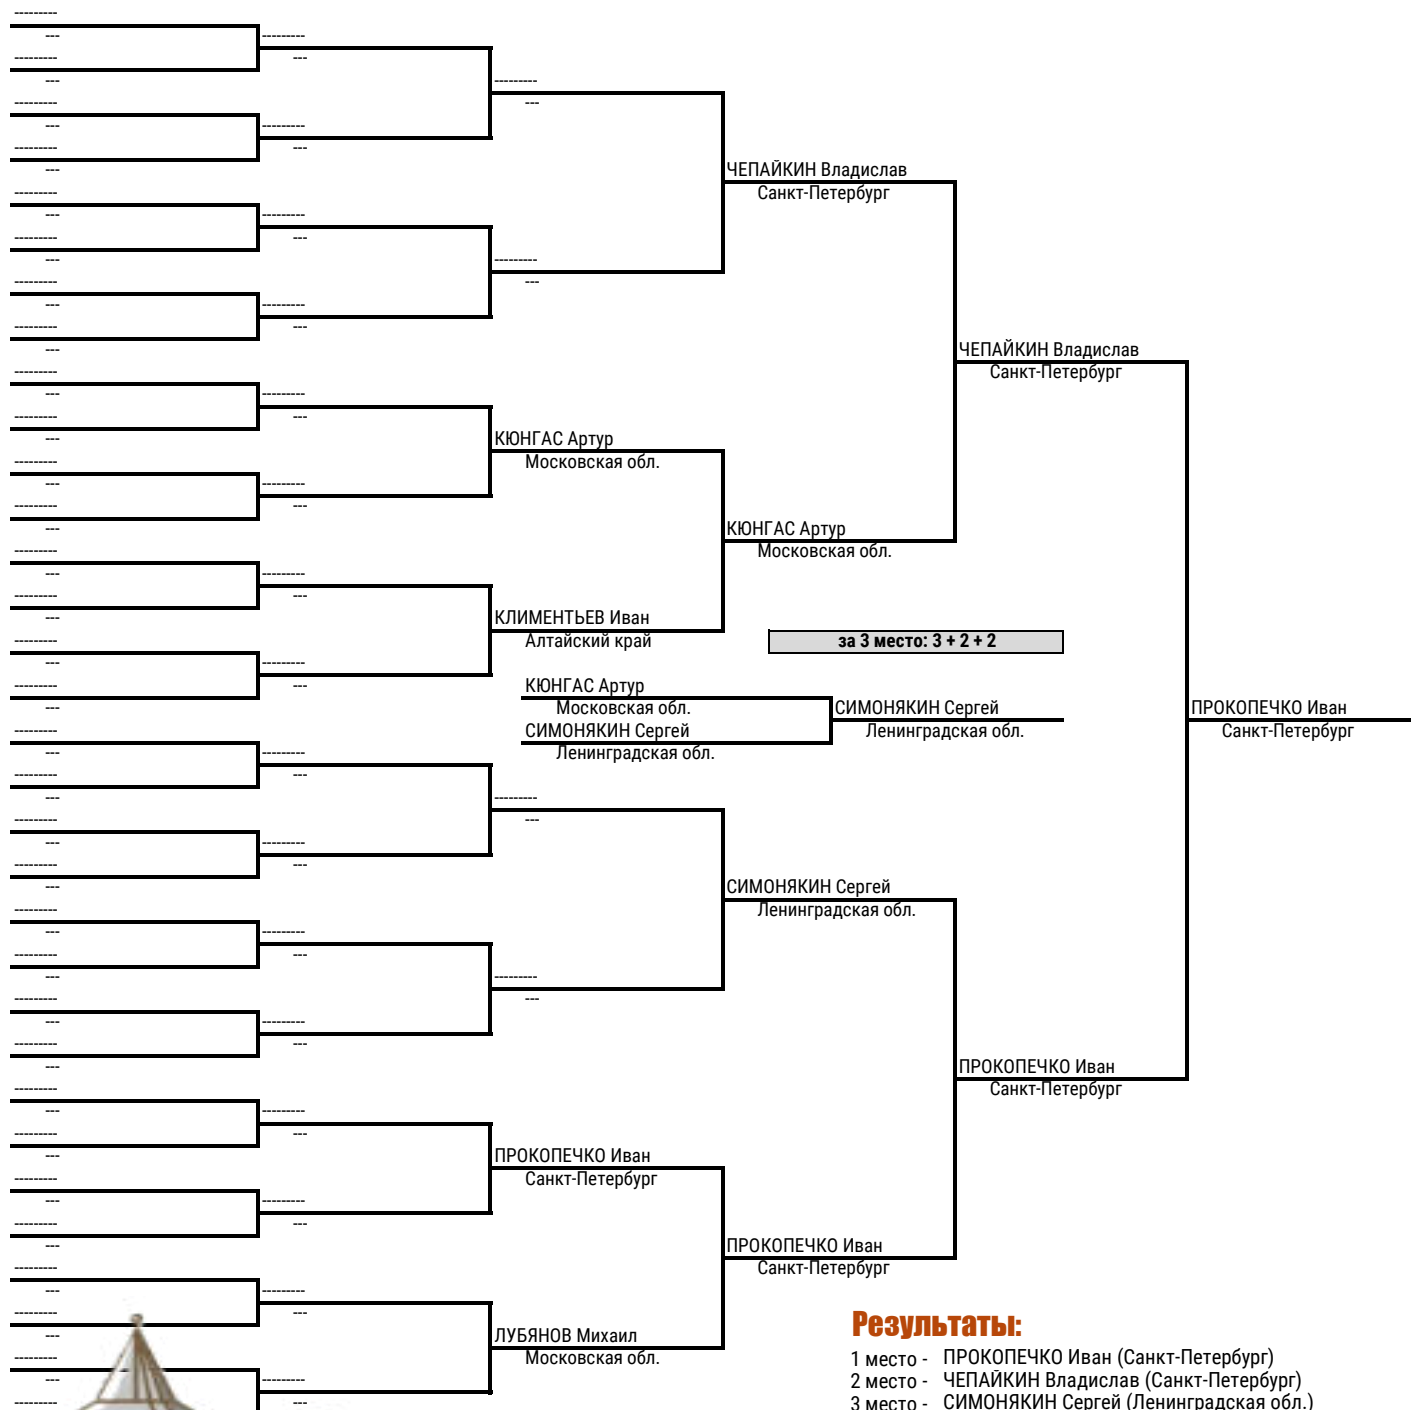 ЧЕПАЙКИН Владислав
Санкт-Петербург
ЧЕПАЙКИН Владислав
Санкт-Петербург
КЮНГАС Артур
Московская обл.
КЮНГАС Артур
Московская обл.
КЛИМЕНТЬЕВ Иван
Алтайский край
за 3 место: 3 + 2 + 2
КЮНГАС Артур
Московская обл.
СИМОНЯКИН Сергей
Ленинградская обл.
СИМОНЯКИН Сергей
Ленинградская обл.
ПРОКОПЕЧКО Иван
Санкт-Петербург
СИМОНЯКИН Сергей
Ленинградская обл.
ПРОКОПЕЧКО Иван
Санкт-Петербург
ПРОКОПЕЧКО Иван
Санкт-Петербург
ПРОКОПЕЧКО Иван
Санкт-Петербург
ЛУБЯНОВ Михаил
Московская обл.
Результаты:
1 место - ПРОКОПЕЧКО Иван (Санкт-Петербург)
2 место - ЧЕПАЙКИН Владислав (Санкт-Петербург)
3 место - СИМОНЯКИН Сергей (Ленинградская обл.)